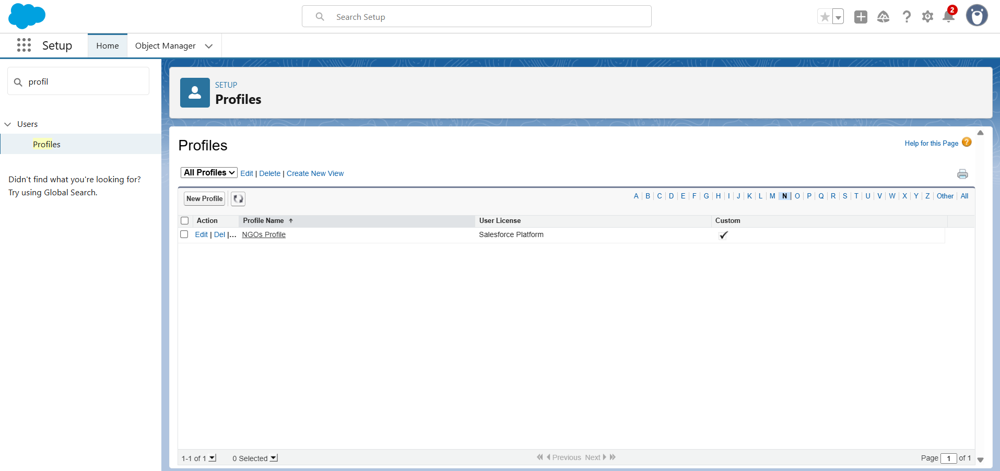 Search Setup
2
Setup
Home
Object Manager
profil
Users
Profiles
Didn't find what you're looking for?
Try using Global Search.
SETUP
Profiles
Profiles
Help for this Page ?
All Profiles Edit | Delete | Create New View
New Profile
A | B | C | D | E | F | G | H | I | J | K | L | M | N | O | P | Q | R | S | T | U | V | W | X | Y | Z | Other | All
Action Profile Name ↑ User License Custom
Edit | Del |... NGOs Profile Salesforce Platform ✓
1-1 of 1 0 Selected Previous Next Page 1 of 1